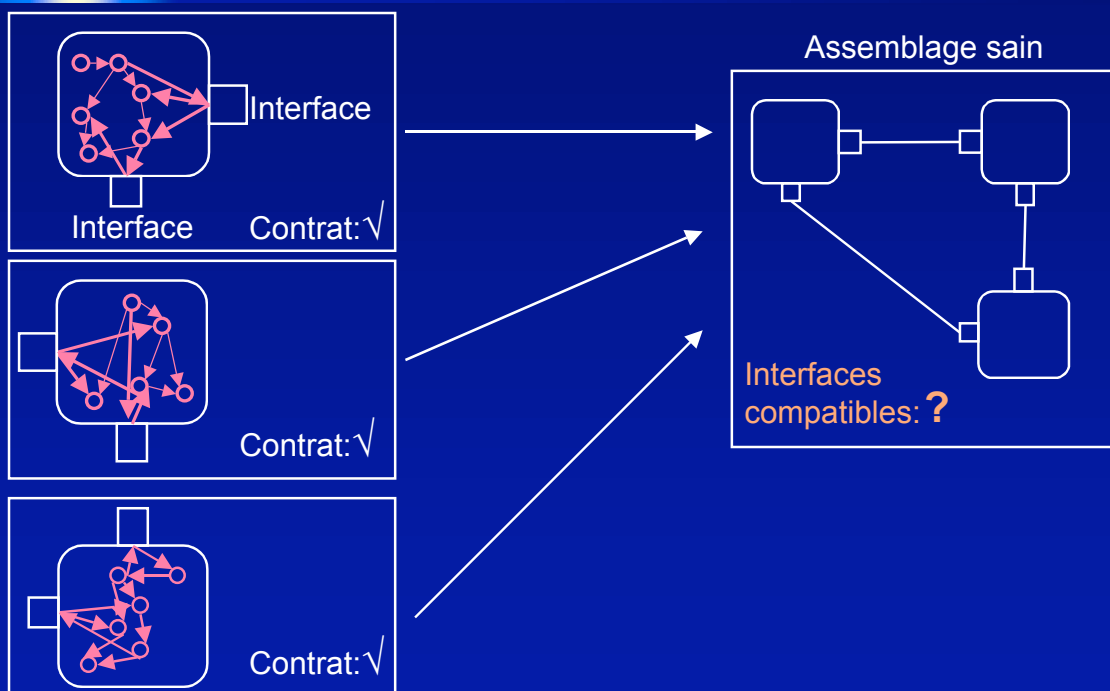 Interface
Interface
Contrat:√
Contrat:√
Contrat:√
Assemblage sain
Interfaces
compatibles: ?